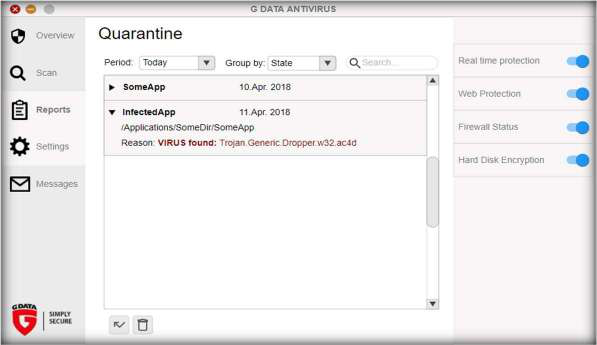 G DATA ANTIVIRUS
Overview
Scan
Reports
Settings
Messages
G DATA
SIMPLY
SECURE
Quarantine
Period: Today Group by: State Search...
SomeApp 10.Apr. 2018
InfectedApp 11.Apr. 2018
/Applications/SomeDir/SomeApp
Reason: VIRUS found: Trojan.Generic.Dropper.w32.ac4d
Real time protection
Web Protection
Firewall Status
Hard Disk Encryption